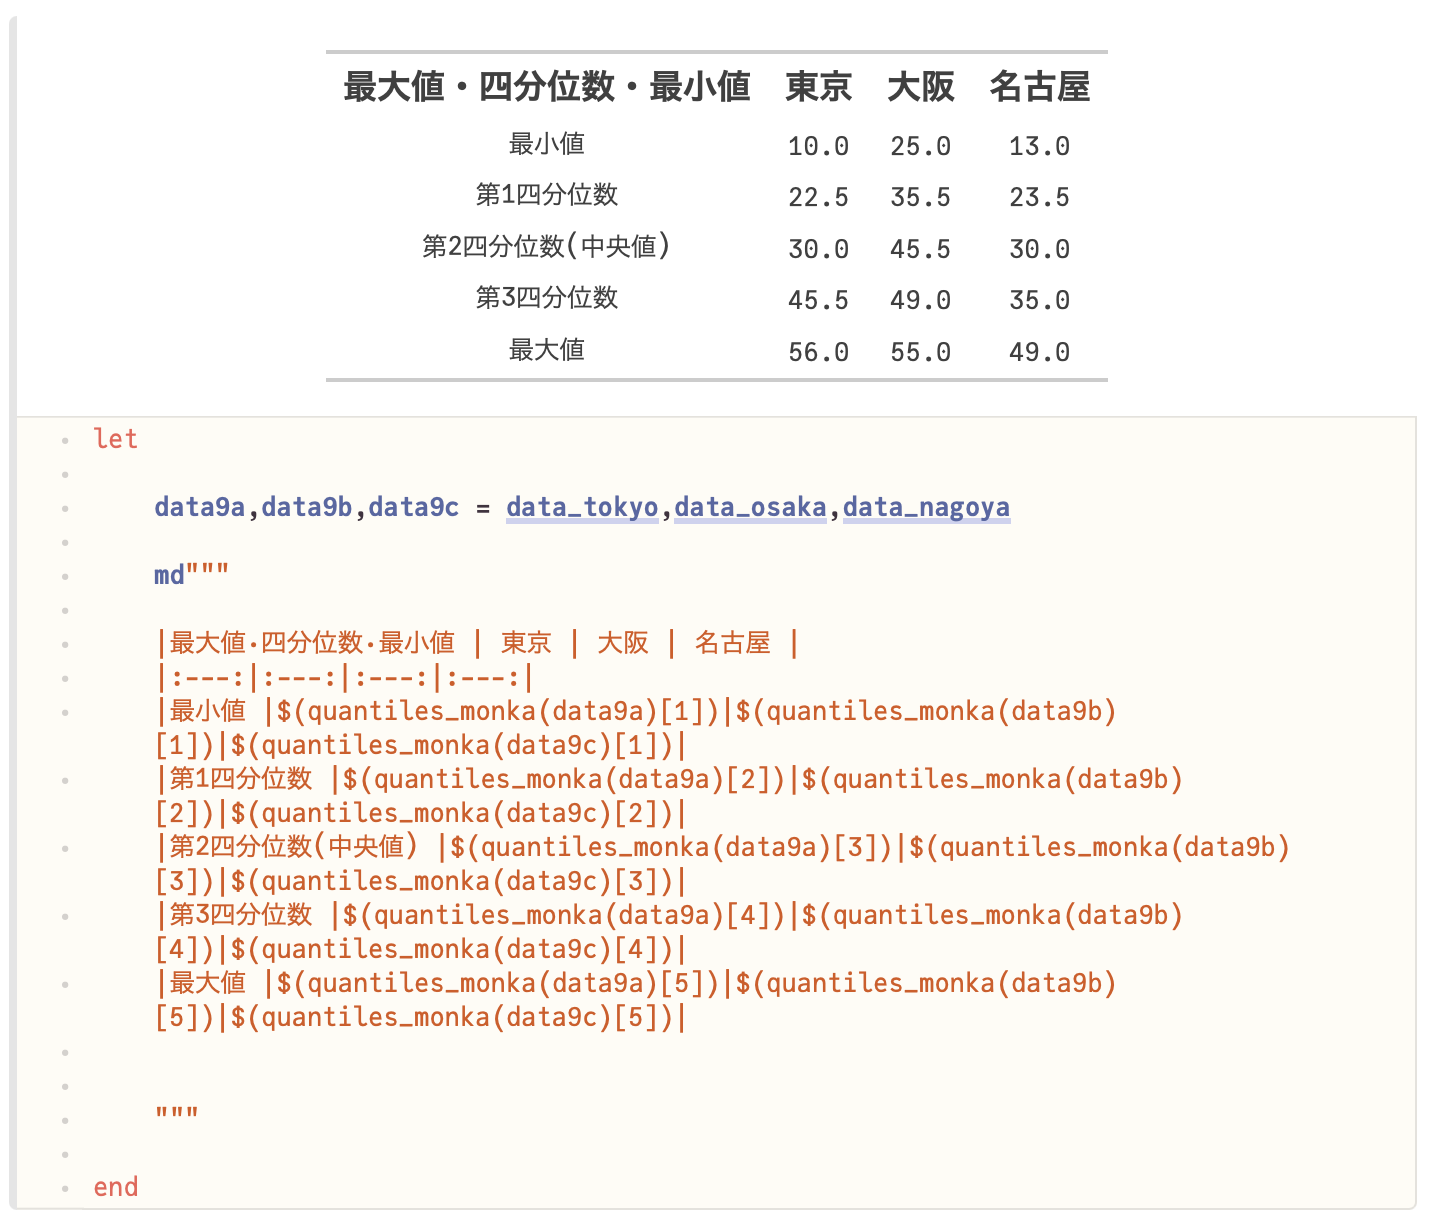 最大値・四分位数・最小値 東京 大阪 名古屋
最小値 10.0 25.0 13.0
第1四分位数 22.5 35.5 23.5
第2四分位数(中央値) 30.0 45.5 30.0
第3四分位数 45.5 49.0 35.0
最大値 56.0 55.0 49.0
let
data9a,data9b,data9c = data_tokyo,data_osaka,data_nagoya
md"""
|最大値・四分位数・最小値 | 東京 | 大阪 | 名古屋 |
|:---:|:---:|:---:|:---:|
|最小値 |$(quantiles_monka(data9a)[1])|$(quantiles_monka(data9b)
[1])|$(quantiles_monka(data9c)[1])|
|第1四分位数 |$(quantiles_monka(data9a)[2])|$(quantiles_monka(data9b)
[2])|$(quantiles_monka(data9c)[2])|
|第2四分位数(中央値) |$(quantiles_monka(data9a)[3])|$(quantiles_monka(data9b)
[3])|$(quantiles_monka(data9c)[3])|
|第3四分位数 |$(quantiles_monka(data9a)[4])|$(quantiles_monka(data9b)
[4])|$(quantiles_monka(data9c)[4])|
|最大値 |$(quantiles_monka(data9a)[5])|$(quantiles_monka(data9b)
[5])|$(quantiles_monka(data9c)[5])|
"""
end